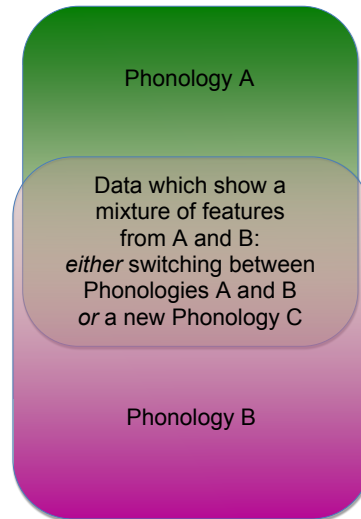 Phonology A
Data which show a
mixture of features
from A and B:
either switching between
Phonologies A and B
or a new Phonology C
Phonology B